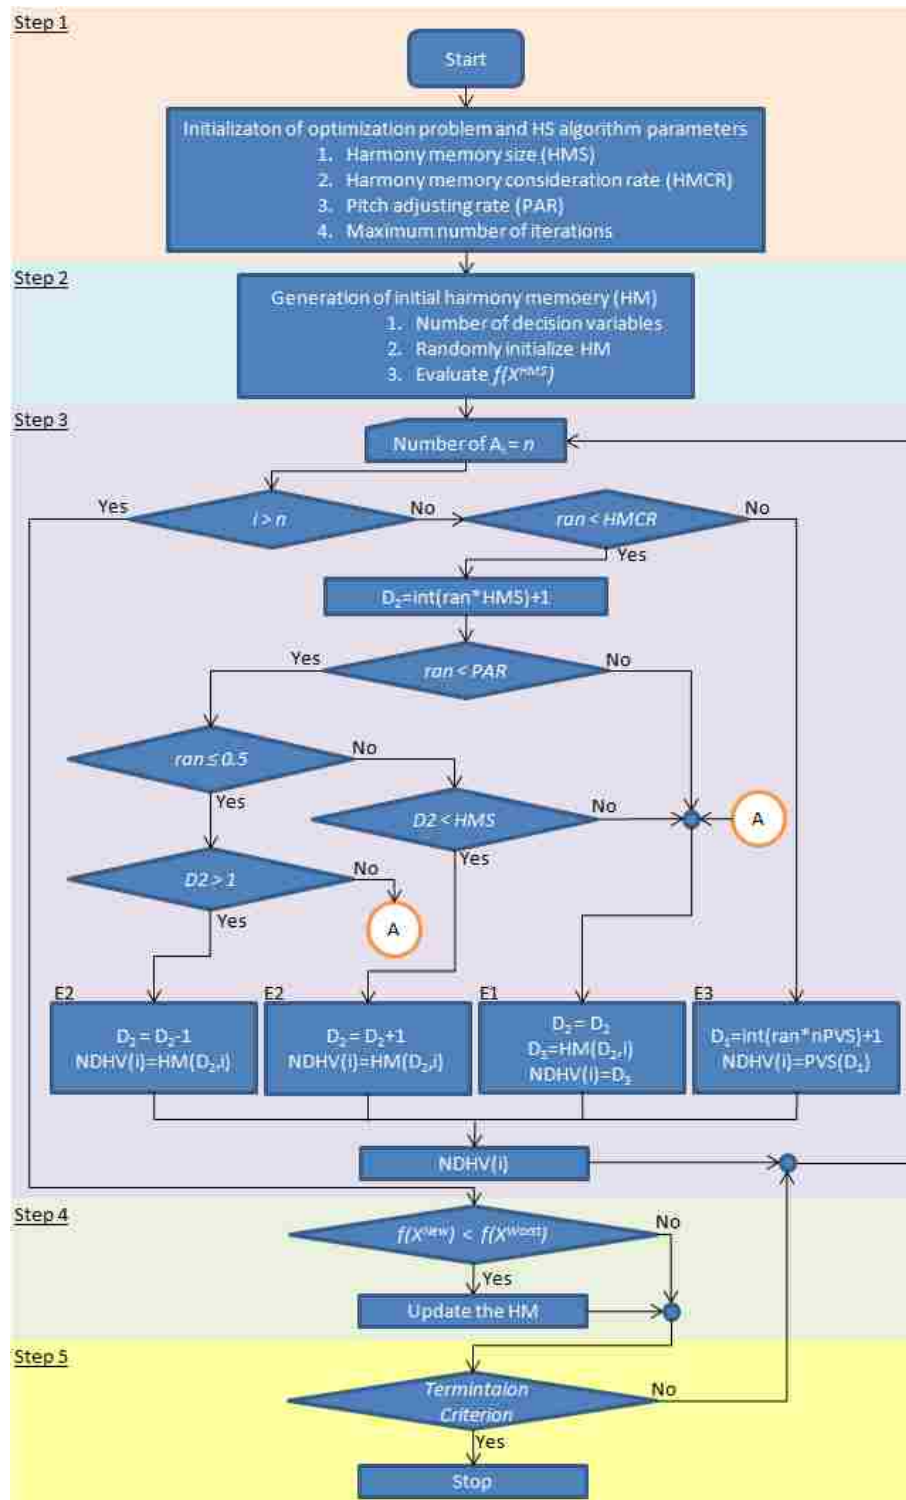 Step 1
Start
Initializaton of optimization problem and HS algorithm parameters
1. Harmony memory size (HMS)
2. Harmony memory consideration rate (HMCR)
3. Pitch adjusting rate (PAR)
4. Maximum number of iterations
Step 2
Generation of initial harmony memoery (HM)
1. Number of decision variables
2. Randomly initialize HM
3. Evaluate f(X^HMS)
Step 3
Number of = n
Yes
i > n
No
ran < HMCR
No
Yes
D₂=int(ran*HMS)+1
Yes
ran < PAR
No
ran ≤ 0.5
No
Yes
D2 < HMS
No
A
Yes
D2 > 1
No
Yes
A
E2
D₂ = D₂-1
NDHV(i)=HM(D₂,i)
E2
D₂ = D₂+1
NDHV(i)=HM(D₂,i)
E1
D₂ = D₂
D₃=HM(D₂,i)
NDHV(i)=D₃
E3
D₁=int(ran*nPVS)+1
NDHV(i)=PVS(D₁)
NDHV(i)
Step 4
f(X^New) < f(X^Worst)
No
Yes
Update the HM
Step 5
Termintaion
Criterion
No
Yes
Stop